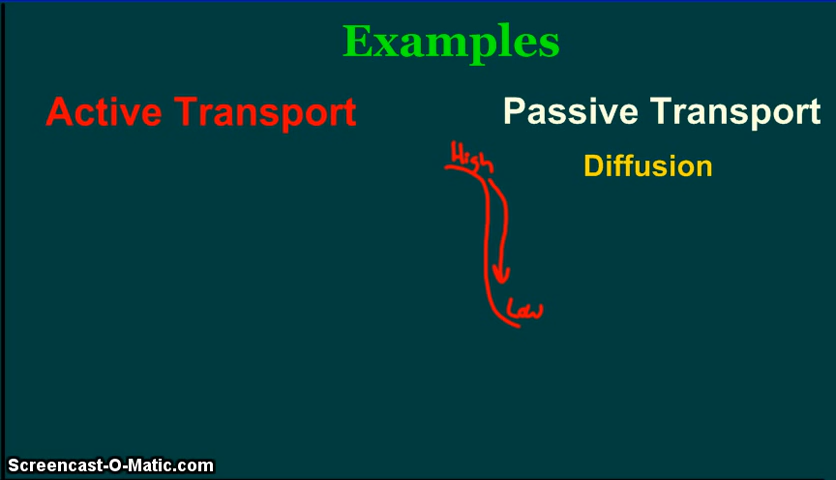 Examples
Active Transport
Passive Transport
High
Diffusion
Low
Screencast-O-Matic.com